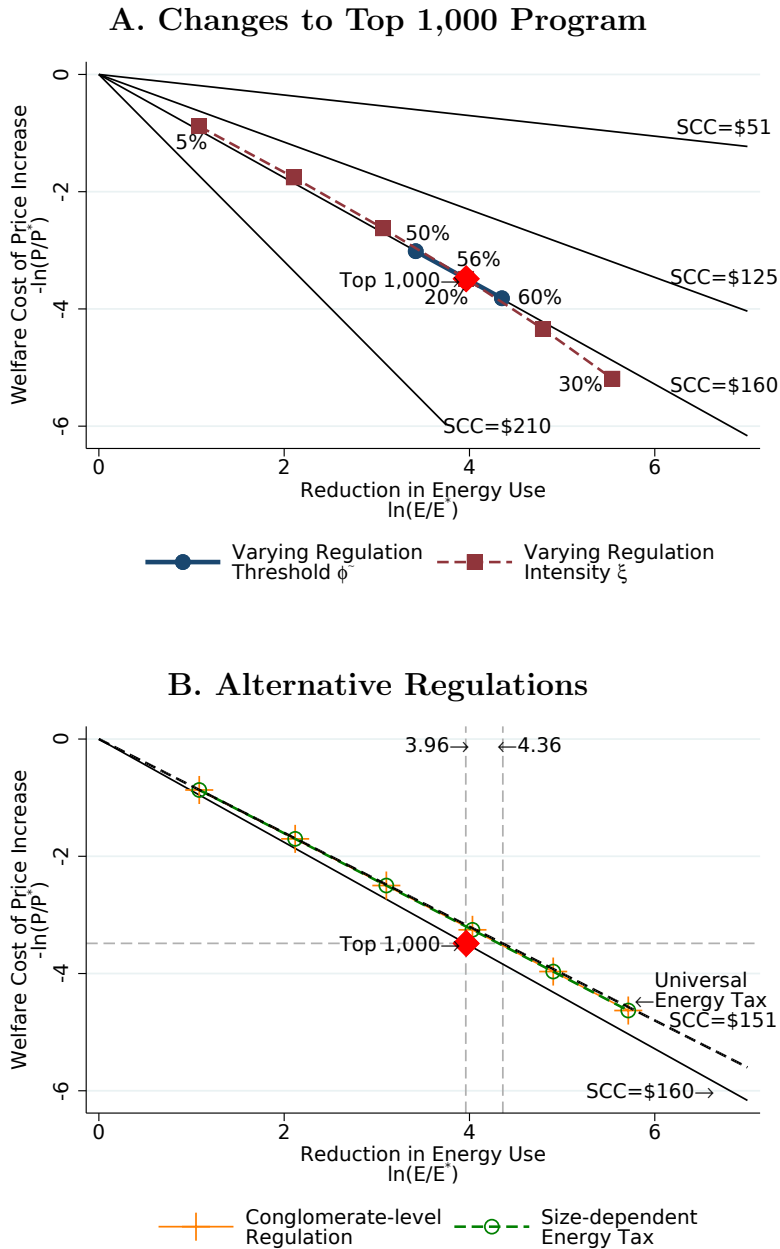 A. Changes to Top 1,000 Program
0
-2
-4
-6
Welfare Cost of Price Increase
-ln(P/P*)
SCC=$51
SCC=$125
SCC=$160
SCC=$210
5%
50%
56%
Top 1,000→
20%
60%
30%
0
2
4
6
Reduction in Energy Use
ln(E/E*)
Varying Regulation
Threshold ϕ̃
Varying Regulation
Intensity ξ
B. Alternative Regulations
0
-2
-4
-6
Welfare Cost of Price Increase
-ln(P/P*)
3.96→
←4.36
Top 1,000→
Universal
←Energy Tax
SCC=$151
SCC=$160→
0
2
4
6
Reduction in Energy Use
ln(E/E*)
Conglomerate-level
Regulation
Size-dependent
Energy Tax